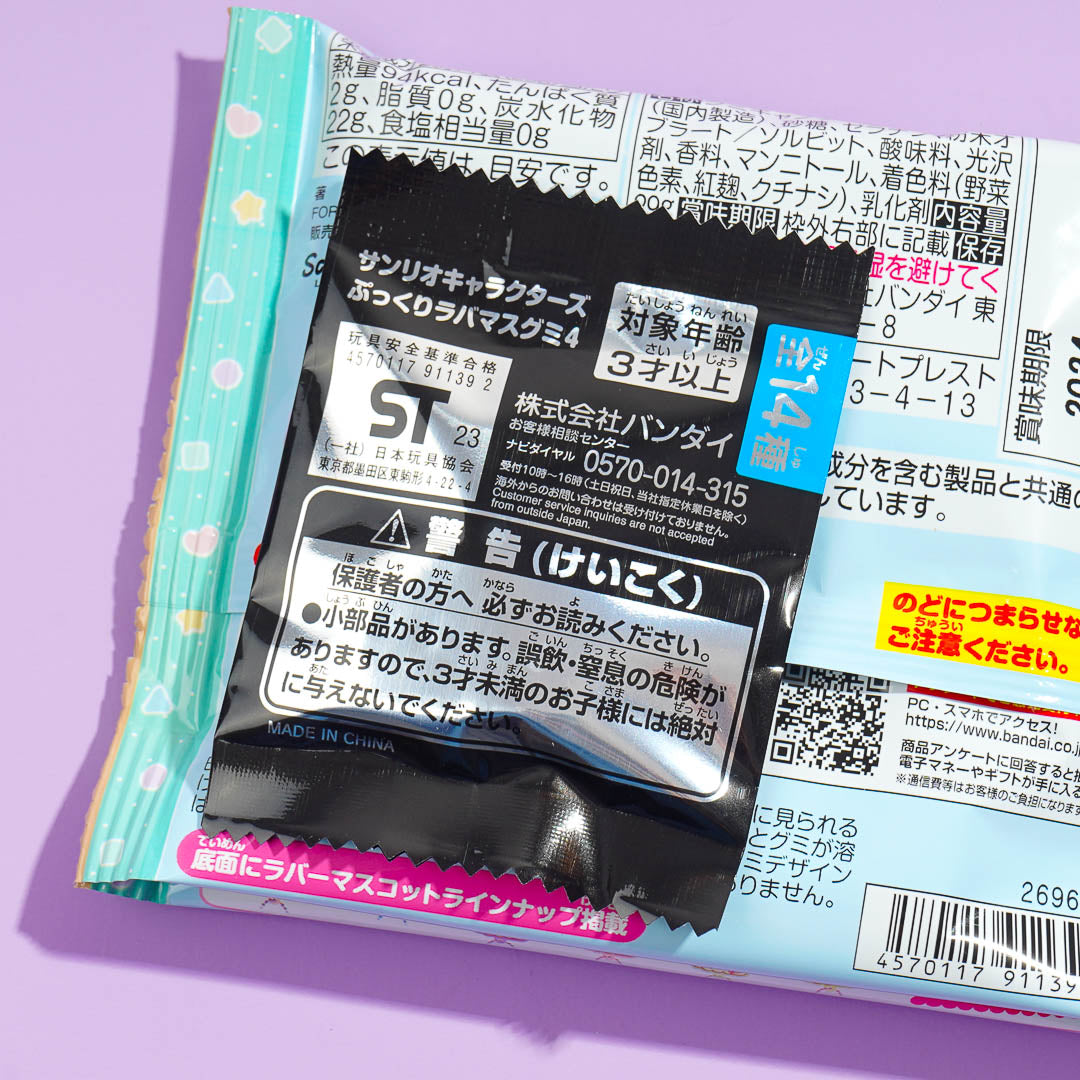 熱量94kcal、たんぱく質
2g、脂質0g、炭水化物
22g、食塩相当量0g
この表示値は、目安です。
(国内製造)、砂糖、ゼラチン、粉末オ
ブラート/ソルビット、酸味料、光沢
剤、香料、マンニトール、着色料(野菜
色素、紅麹、クチナシ)、乳化剤 内容量
賞味期限 枠外右部に記載 保存
湿を避けてく
バンダイ 東
-8
ートプレスト
3-4-13
賞味期限
FOR
販売
サンリオキャラクターズ
ぷっくりラバマスグミ4
たいしょうねんれい
対象年齢
さいいじょう
3才以上
ぜん しゅ
全14種
玩具安全基準合格
4570117 91139 2
ST 23
(一社)日本玩具協会
東京都墨田区東駒形4-22-4
株式会社バンダイ
お客様相談センター
ナビダイヤル 0570-014-315
受付10時~16時(土日祝日、当社指定休業日を除く)
海外からのお問い合わせは受け付けておりません。
Customer service inquiries are not accepted
from outside Japan.
警告(けいこく)
ほごしゃ かた かなら よ
保護者の方へ 必ずお読みください。
しょうぶひん ごいん ちっそく きけん
●小部品があります。誤飲・窒息の危険が
さいみまん こさま ぜったい
ありますので、3才未満のお子様には絶対
あた
に与えないでください。
MADE IN CHINA
成分を含む製品と共通の
しています。
のどにつまらせな
ちゅうい
ご注意ください。
PC・スマホでアクセス!
https://www.bandai.co
商品アンケートに回答すると抽
電子マネーやギフトが手に入る
※通信費等はお客様のご負担になります
に見られる
とグミが溶
ミデザイン
ありません。
ていめん
底面にラバーマスコットラインナップ掲載
2696
4570117 91139